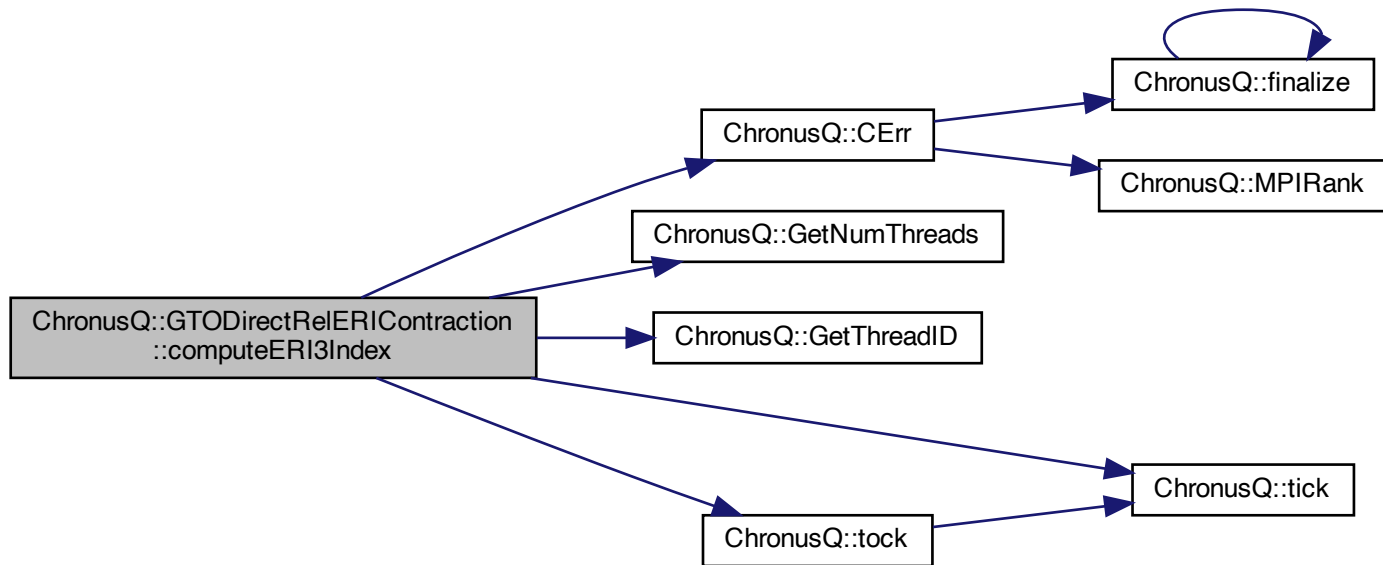 ChronusQ::finalize
ChronusQ::CErr
ChronusQ::MPIRank
ChronusQ::GetNumThreads
ChronusQ::GTODirectRelERIContraction
::computeERI3Index
ChronusQ::GetThreadID
ChronusQ::tick
ChronusQ::tock